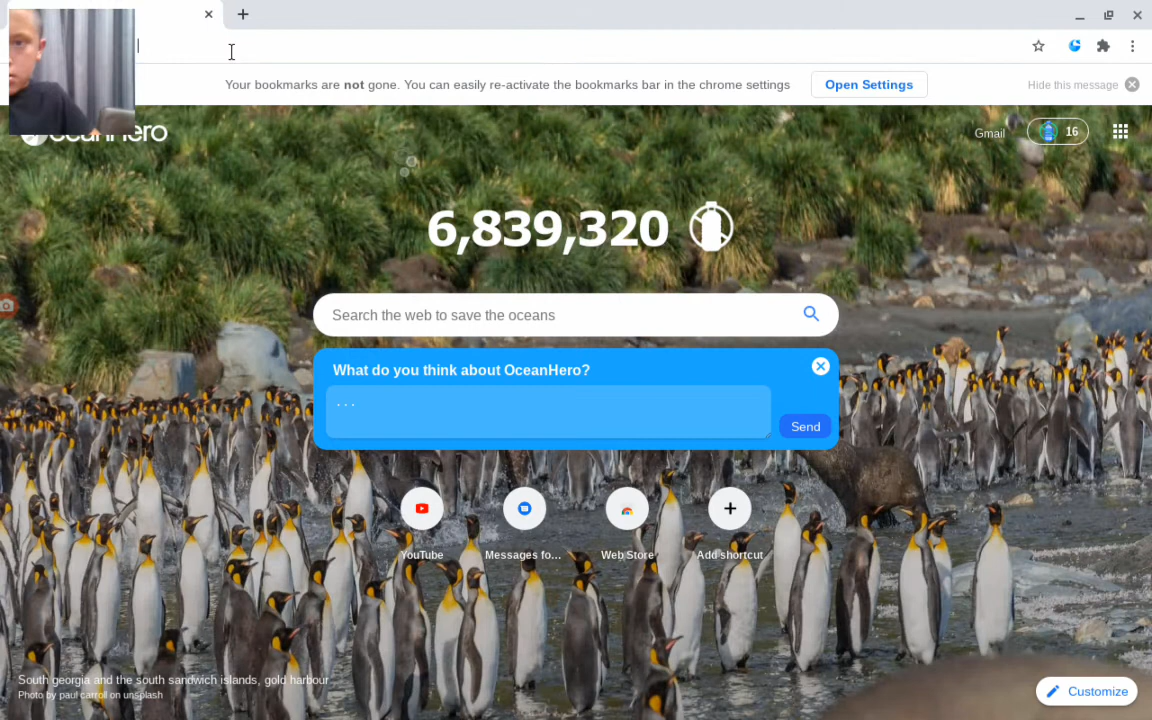 Your bookmarks are not gone. You can easily re-activate the bookmarks bar in the chrome settings
Open Settings
Hide this message
Gmail
16
6,839,320
Search the web to save the oceans
What do you think about OceanHero?
...
Send
YouTube
Messages fo...
Web Store
Add shortcut
South georgia and the south sandwich islands, gold harbour
Photo by paul carroll on unsplash
Customize